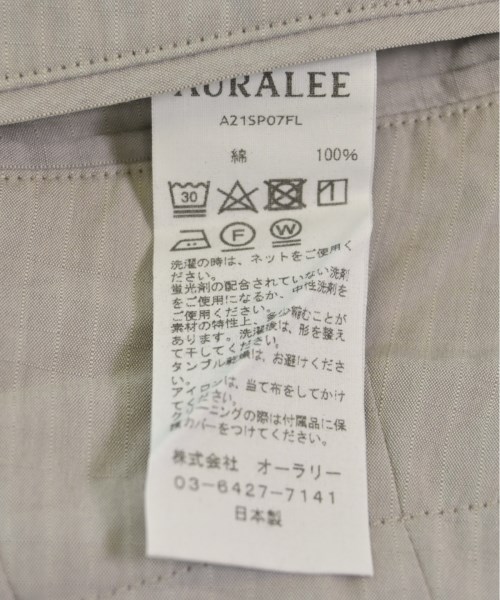 AURALEE
A21SP07FL
綿 100%
30
F W
洗濯の時は、ネットをご使用く
ださい。
蛍光剤の配合されていない洗剤
をご使用になるか、中性洗剤を
ご使用ください。
素材の特性上、多少縮むことが
あります。洗濯後は、形を整え
て干してください。
タンブル乾燥は、お避けくださ
い。
アイロンは、当て布をしてかけ
てください。
クリーニングの際は付属品に保
護カバーをつけてください。
株式会社 オーラリー
03-6427-7141
日本製